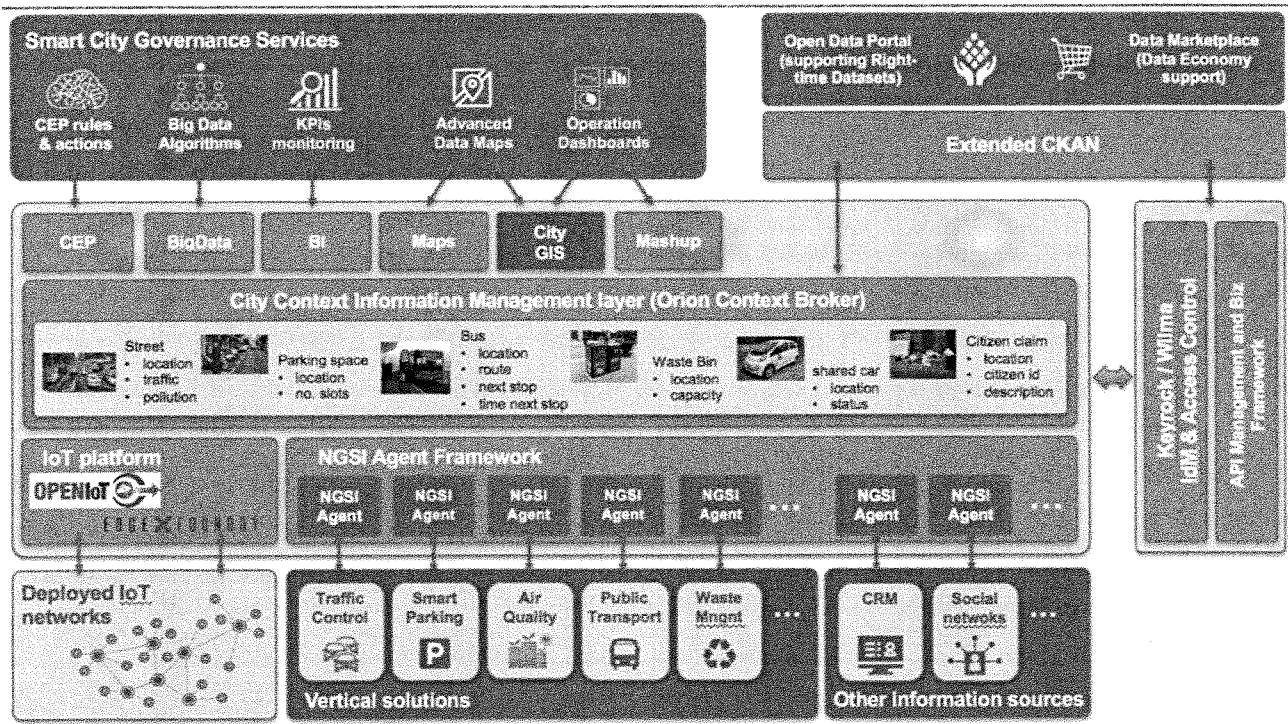 Smart City Governance Services
CEP rules
& actions
Big Data
Algorithms
KPIs
monitoring
Advanced
Data Maps
Operation
Dashboards
Open Data Portal
(supporting Right-
time Datasets)
Data Marketplace
(Data Economy
support)
Extended CKAN
CEP
BigData
BI
Maps
City
GIS
Mashup
City Context Information Management layer (Orion Context Broker)
Street
• location
• traffic
• pollution
Parking space
• location
• no. slots
Bus
• location
• route
• next stop
• time next stop
Waste Bin
• location
• capacity
shared car
• location
• status
Citizen claim
• location
• citizen id
• description
Keyrock / Wilma
IdM & Access Control
API Management and Biz
Framework
IoT platform
OPENIoT
EDGE X FOUNDRY
NGSI Agent Framework
NGSI
Agent
NGSI
Agent
NGSI
Agent
NGSI
Agent
NGSI
Agent
...
NGSI
Agent
NGSI
Agent
...
Deployed IoT
networks
Traffic
Control
Smart
Parking
P
Air
Quality
Public
Transport
Waste
Mngnt
...
Vertical solutions
CRM
Social
netwoks
...
Other information sources